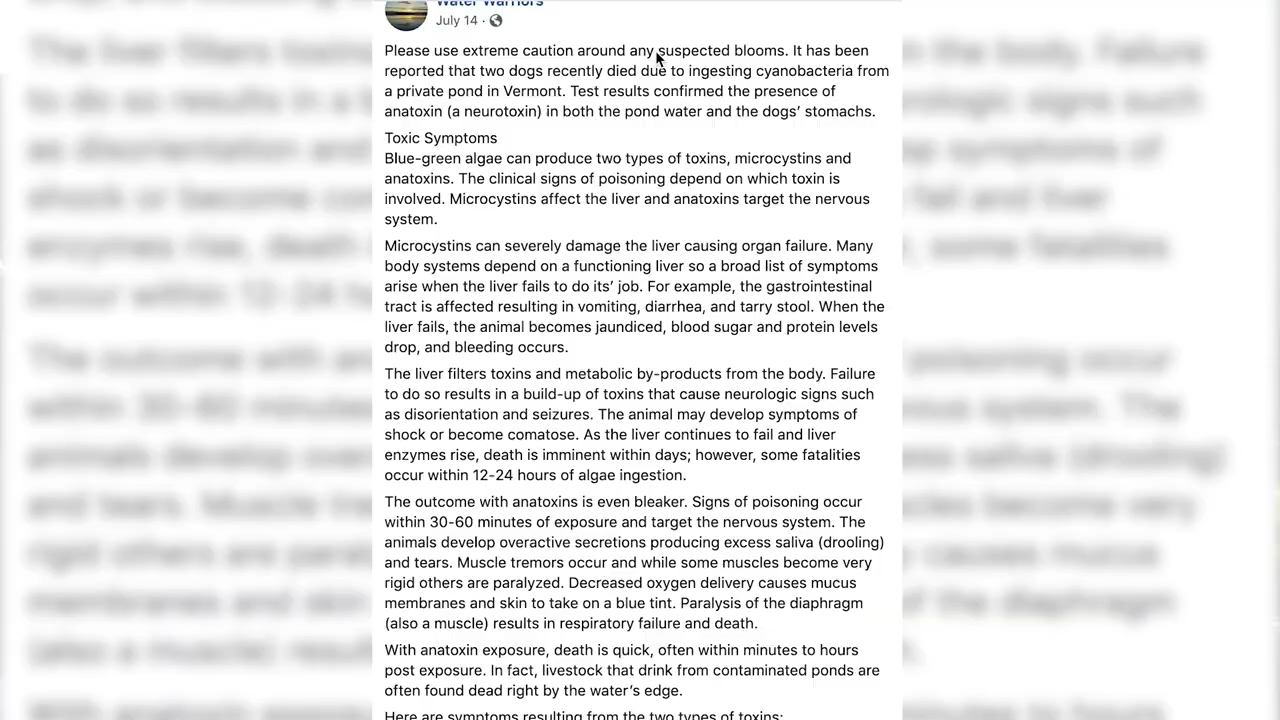 Water Warriors
July 14 ·
Please use extreme caution around any suspected blooms. It has been
reported that two dogs recently died due to ingesting cyanobacteria from
a private pond in Vermont. Test results confirmed the presence of
anatoxin (a neurotoxin) in both the pond water and the dogs’ stomachs.
Toxic Symptoms
Blue-green algae can produce two types of toxins, microcystins and
anatoxins. The clinical signs of poisoning depend on which toxin is
involved. Microcystins affect the liver and anatoxins target the nervous
system.
Microcystins can severely damage the liver causing organ failure. Many
body systems depend on a functioning liver so a broad list of symptoms
arise when the liver fails to do its’ job. For example, the gastrointestinal
tract is affected resulting in vomiting, diarrhea, and tarry stool. When the
liver fails, the animal becomes jaundiced, blood sugar and protein levels
drop, and bleeding occurs.
The liver filters toxins and metabolic by-products from the body. Failure
to do so results in a build-up of toxins that cause neurologic signs such
as disorientation and seizures. The animal may develop symptoms of
shock or become comatose. As the liver continues to fail and liver
enzymes rise, death is imminent within days; however, some fatalities
occur within 12-24 hours of algae ingestion.
The outcome with anatoxins is even bleaker. Signs of poisoning occur
within 30-60 minutes of exposure and target the nervous system. The
animals develop overactive secretions producing excess saliva (drooling)
and tears. Muscle tremors occur and while some muscles become very
rigid others are paralyzed. Decreased oxygen delivery causes mucus
membranes and skin to take on a blue tint. Paralysis of the diaphragm
(also a muscle) results in respiratory failure and death.
With anatoxin exposure, death is quick, often within minutes to hours
post exposure. In fact, livestock that drink from contaminated ponds are
often found dead right by the water’s edge.
Here are symptoms resulting from the two types of toxins: